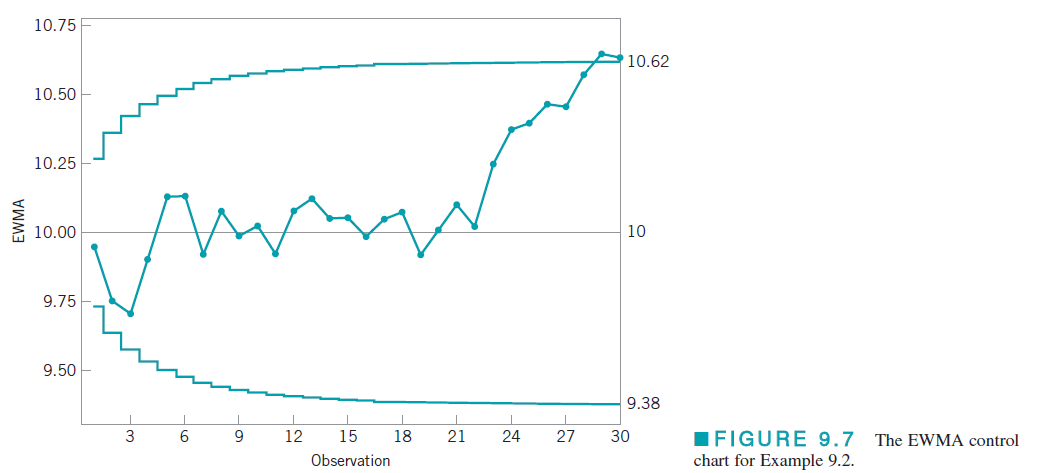 10.75
10.50
10.25
10.00
9.75
9.50
EWMA
10.62
10
9.38
3 6 9 12 15 18 21 24 27 30
Observation
FIGURE 9.7 The EWMA control
chart for Example 9.2.